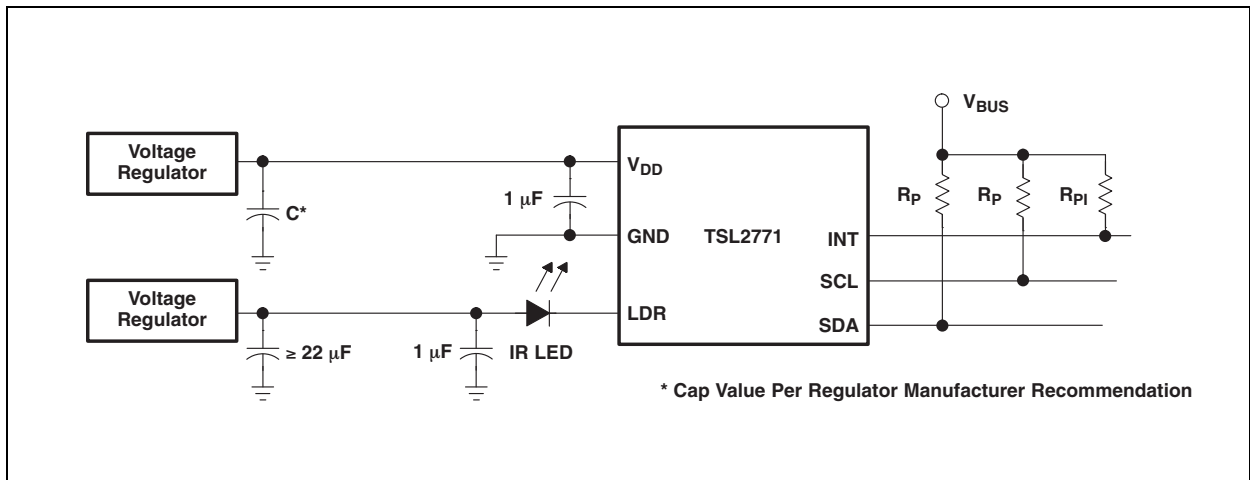 Voltage
Regulator
C*
1 μF
VDD
GND
LDR
TSL2771
INT
SCL
SDA
VBUS
RP
RP
RPI
Voltage
Regulator
≥ 22 μF
1 μF
IR LED
* Cap Value Per Regulator Manufacturer Recommendation